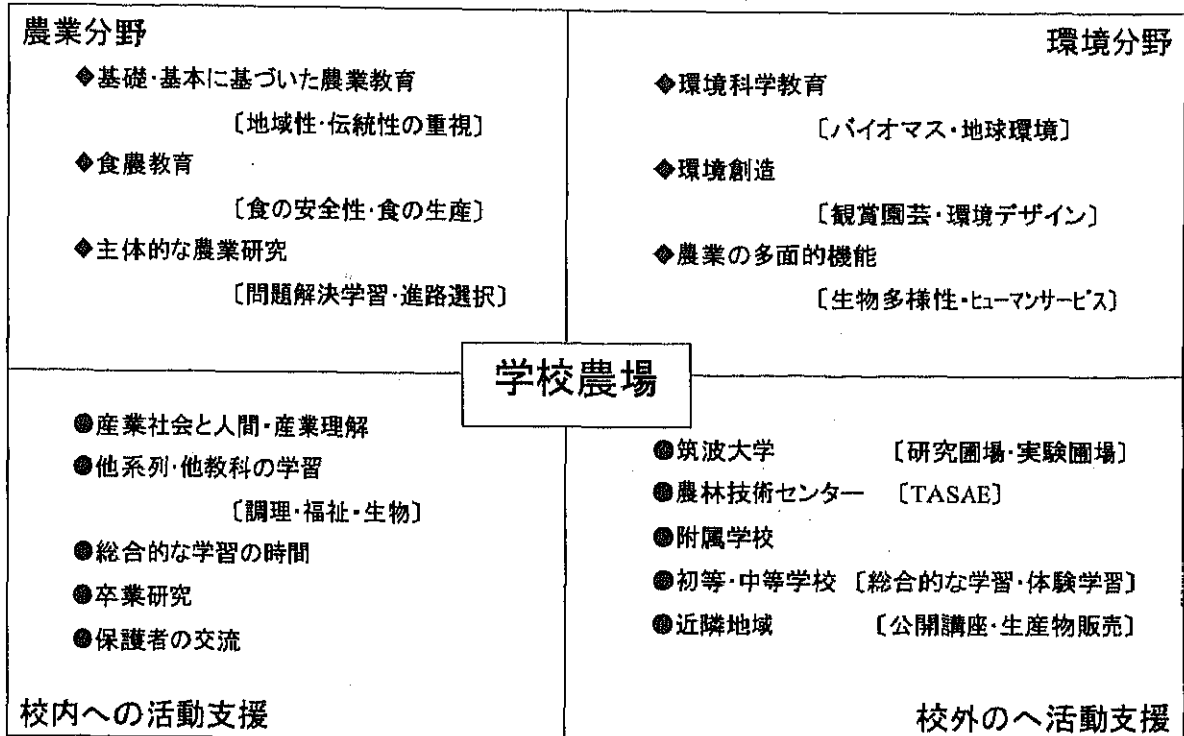 農業分野
◆基礎・基本に基づいた農業教育
〔地域性・伝統性の重視〕
◆食農教育
〔食の安全性・食の生産〕
◆主体的な農業研究
〔問題解決学習・進路選択〕
環境分野
◆環境科学教育
〔バイオマス・地球環境〕
◆環境創造
〔観賞園芸・環境デザイン〕
◆農業の多面的機能
〔生物多様性・ヒューマンサービス〕
学校農場
●産業社会と人間・産業理解
●他系列・他教科の学習
〔調理・福祉・生物〕
●総合的な学習の時間
●卒業研究
●保護者の交流
校内への活動支援
●筑波大学 〔研究圃場・実験圃場〕
●農林技術センター 〔TASAE〕
●附属学校
●初等・中等学校 〔総合的な学習・体験学習〕
●近隣地域 〔公開講座・生産物販売〕
校外のへ活動支援